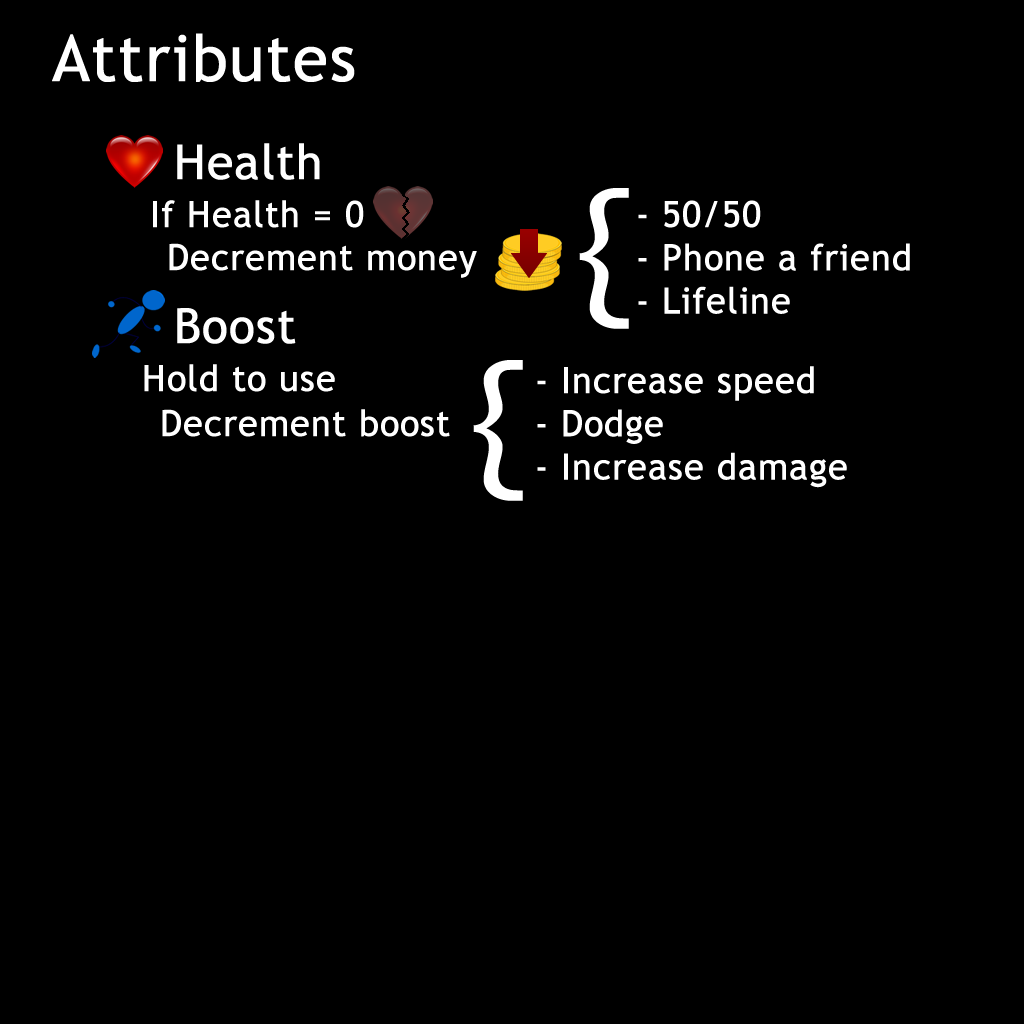 Attributes
Health
If Health = 0
Decrement money
- 50/50
- Phone a friend
- Lifeline
Boost
Hold to use
Decrement boost
- Increase speed
- Dodge
- Increase damage